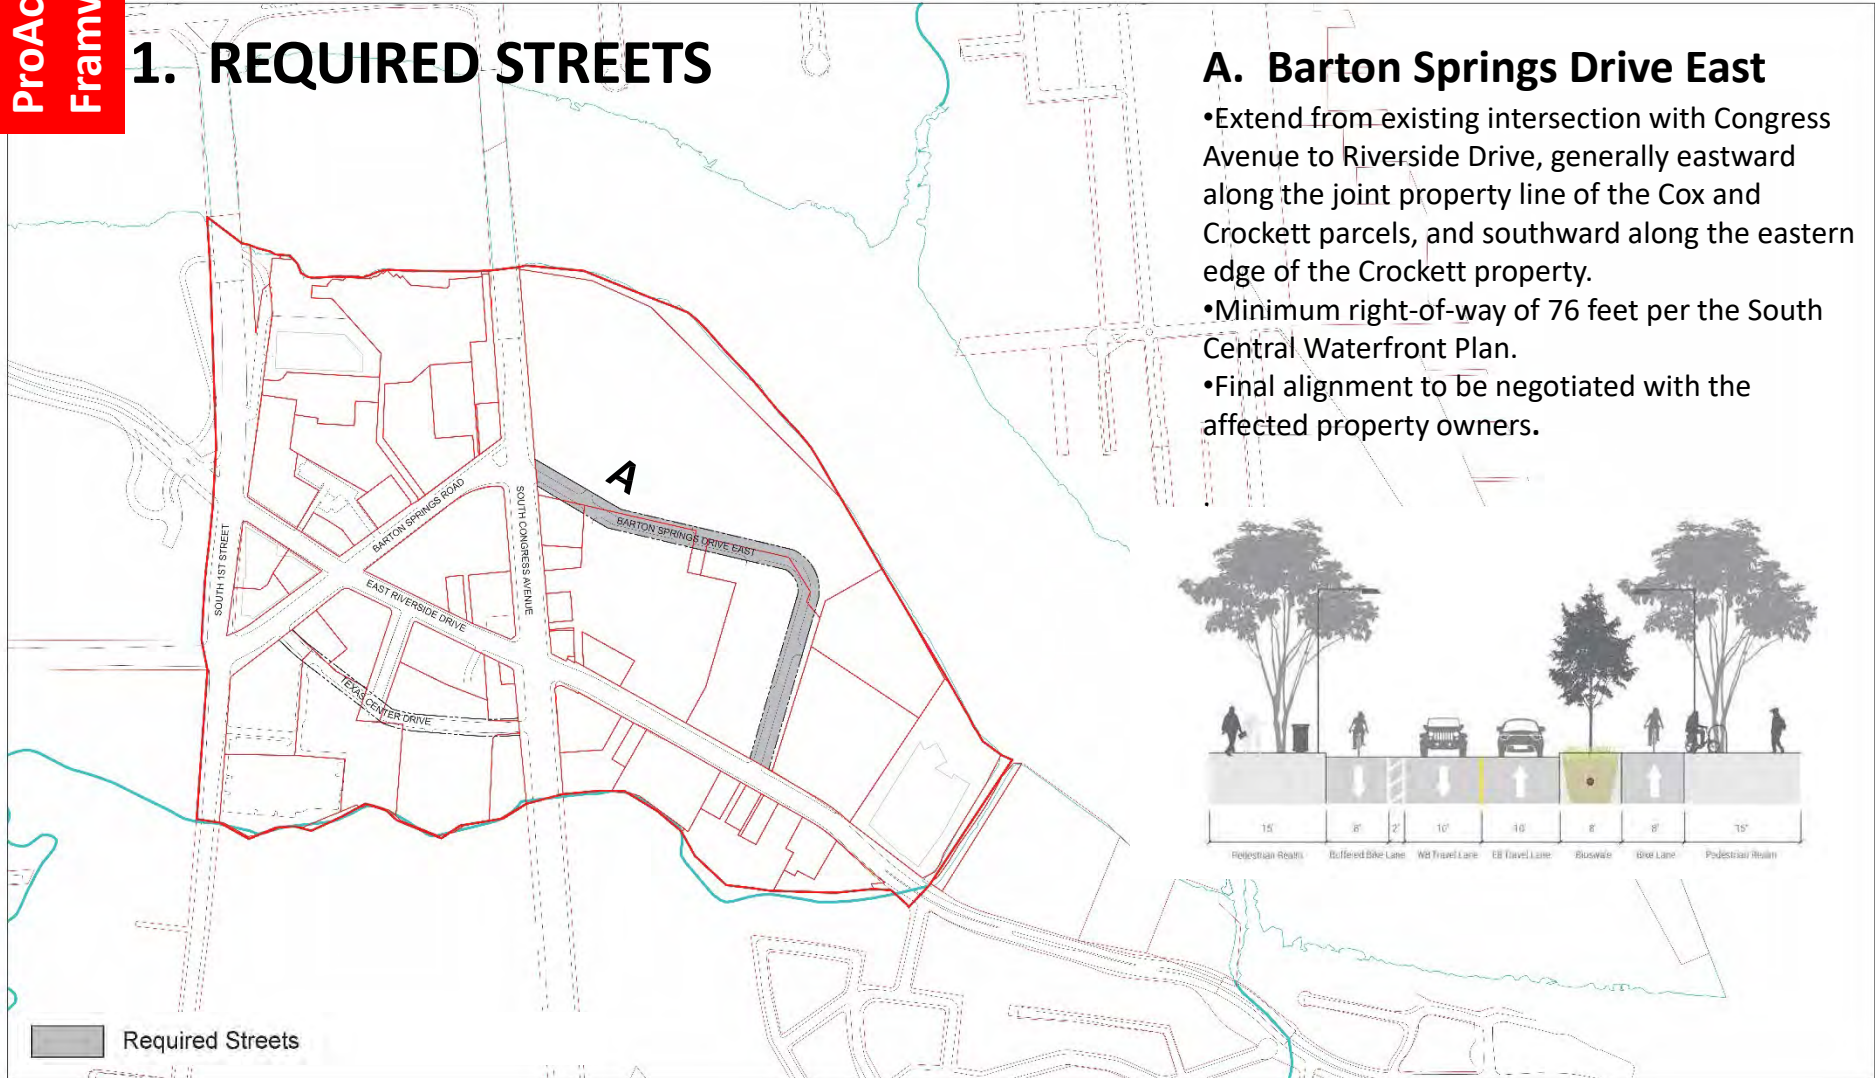 ProAc
Framv
1. REQUIRED STREETS
A. Barton Springs Drive East
•Extend from existing intersection with Congress
Avenue to Riverside Drive, generally eastward
along the joint property line of the Cox and
Crockett parcels, and southward along the eastern
edge of the Crockett property.
•Minimum right-of-way of 76 feet per the South
Central Waterfront Plan.
•Final alignment to be negotiated with the
affected property owners.
.
A
BARTON SPRINGS DRIVE EAST
BARTON SPRINGS ROAD
SOUTH CONGRESS AVENUE
SOUTH 1ST STREET
EAST RIVERSIDE DRIVE
TEXAS CENTER DRIVE
15' 8' 2' 10' 10' 8' 8' 15'
Pedestrian Realm Buffered Bike Lane WB Travel Lane EB Travel Lane Bioswale Bike Lane Pedestrian Realm
Required Streets